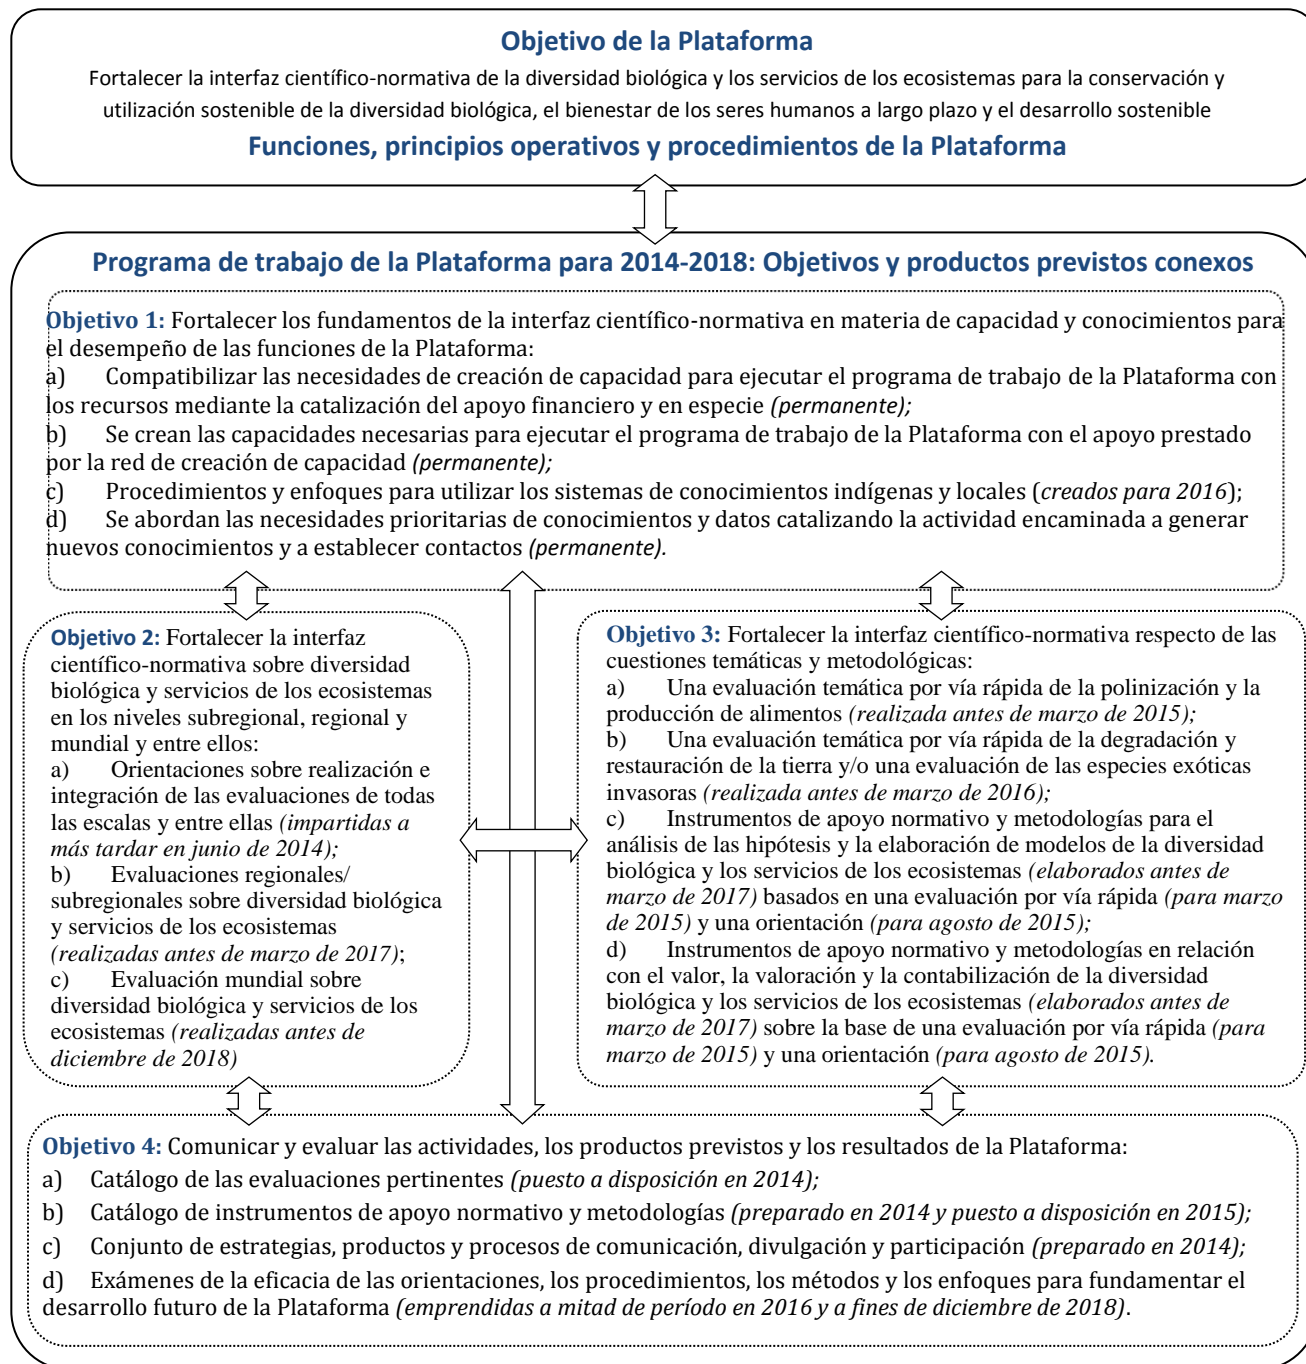 Objetivo de la Plataforma
Fortalecer la interfaz científico-normativa de la diversidad biológica y los servicios de los ecosistemas para la conservación y
utilización sostenible de la diversidad biológica, el bienestar de los seres humanos a largo plazo y el desarrollo sostenible
Funciones, principios operativos y procedimientos de la Plataforma
Programa de trabajo de la Plataforma para 2014-2018: Objetivos y productos previstos conexos
Objetivo 1: Fortalecer los fundamentos de la interfaz científico-normativa en materia de capacidad y conocimientos para
el desempeño de las funciones de la Plataforma:
a) Compatibilizar las necesidades de creación de capacidad para ejecutar el programa de trabajo de la Plataforma con
los recursos mediante la catalización del apoyo financiero y en especie (permanente);
b) Se crean las capacidades necesarias para ejecutar el programa de trabajo de la Plataforma con el apoyo prestado
por la red de creación de capacidad (permanente);
c) Procedimientos y enfoques para utilizar los sistemas de conocimientos indígenas y locales (creados para 2016);
d) Se abordan las necesidades prioritarias de conocimientos y datos catalizando la actividad encaminada a generar
nuevos conocimientos y a establecer contactos (permanente).
Objetivo 2: Fortalecer la interfaz
científico-normativa sobre diversidad
biológica y servicios de los ecosistemas
en los niveles subregional, regional y
mundial y entre ellos:
a) Orientaciones sobre realización e
integración de las evaluaciones de todas
las escalas y entre ellas (impartidas a
más tardar en junio de 2014);
b) Evaluaciones regionales/
subregionales sobre diversidad biológica
y servicios de los ecosistemas
(realizadas antes de marzo de 2017);
c) Evaluación mundial sobre
diversidad biológica y servicios de los
ecosistemas (realizadas antes de
diciembre de 2018)
Objetivo 3: Fortalecer la interfaz científico-normativa respecto de las
cuestiones temáticas y metodológicas:
a) Una evaluación temática por vía rápida de la polinización y la
producción de alimentos (realizada antes de marzo de 2015);
b) Una evaluación temática por vía rápida de la degradación y
restauración de la tierra y/o una evaluación de las especies exóticas
invasoras (realizada antes de marzo de 2016);
c) Instrumentos de apoyo normativo y metodologías para el
análisis de las hipótesis y la elaboración de modelos de la diversidad
biológica y los servicios de los ecosistemas (elaborados antes de
marzo de 2017) basados en una evaluación por vía rápida (para marzo
de 2015) y una orientación (para agosto de 2015);
d) Instrumentos de apoyo normativo y metodologías en relación
con el valor, la valoración y la contabilización de la diversidad
biológica y los servicios de los ecosistemas (elaborados antes de
marzo de 2017) sobre la base de una evaluación por vía rápida (para
marzo de 2015) y una orientación (para agosto de 2015).
Objetivo 4: Comunicar y evaluar las actividades, los productos previstos y los resultados de la Plataforma:
a) Catálogo de las evaluaciones pertinentes (puesto a disposición en 2014);
b) Catálogo de instrumentos de apoyo normativo y metodologías (preparado en 2014 y puesto a disposición en 2015);
c) Conjunto de estrategias, productos y procesos de comunicación, divulgación y participación (preparado en 2014);
d) Exámenes de la eficacia de las orientaciones, los procedimientos, los métodos y los enfoques para fundamentar el
desarrollo futuro de la Plataforma (emprendidas a mitad de período en 2016 y a fines de diciembre de 2018).